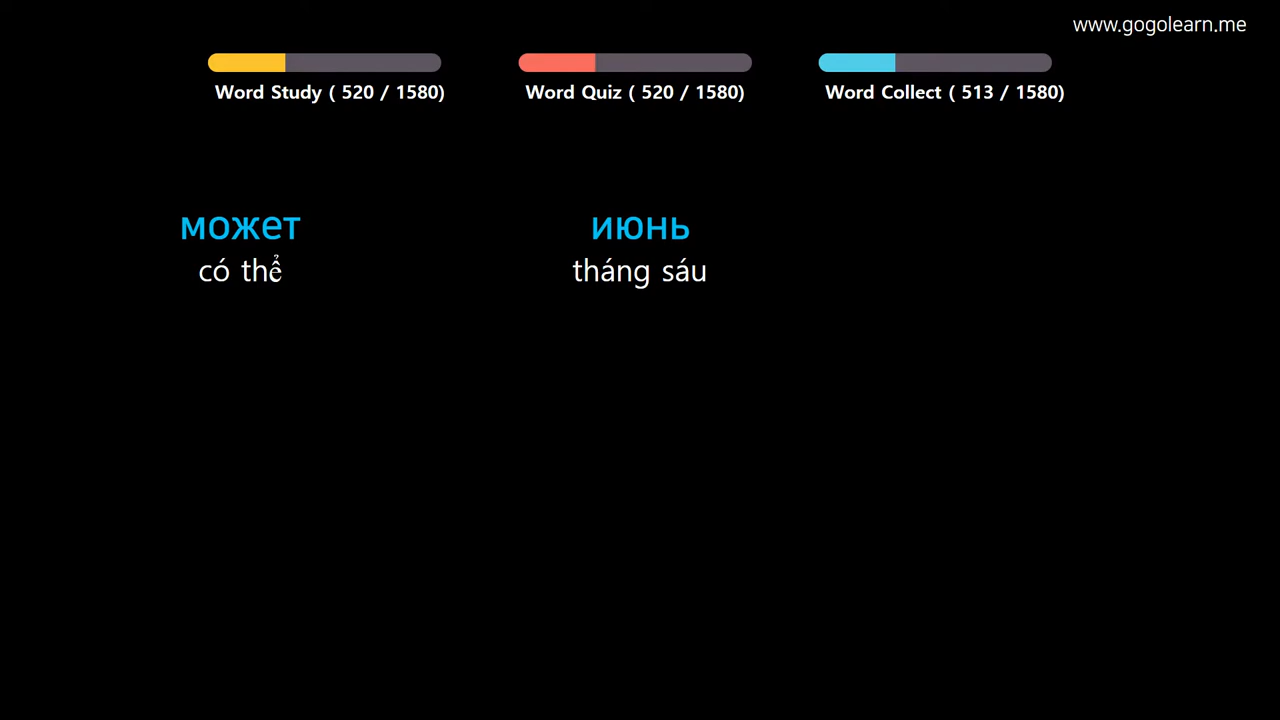 www.gogolearn.me
Word Study ( 520 / 1580)
Word Quiz ( 520 / 1580)
Word Collect ( 513 / 1580)
может
có thể
июнь
tháng sáu